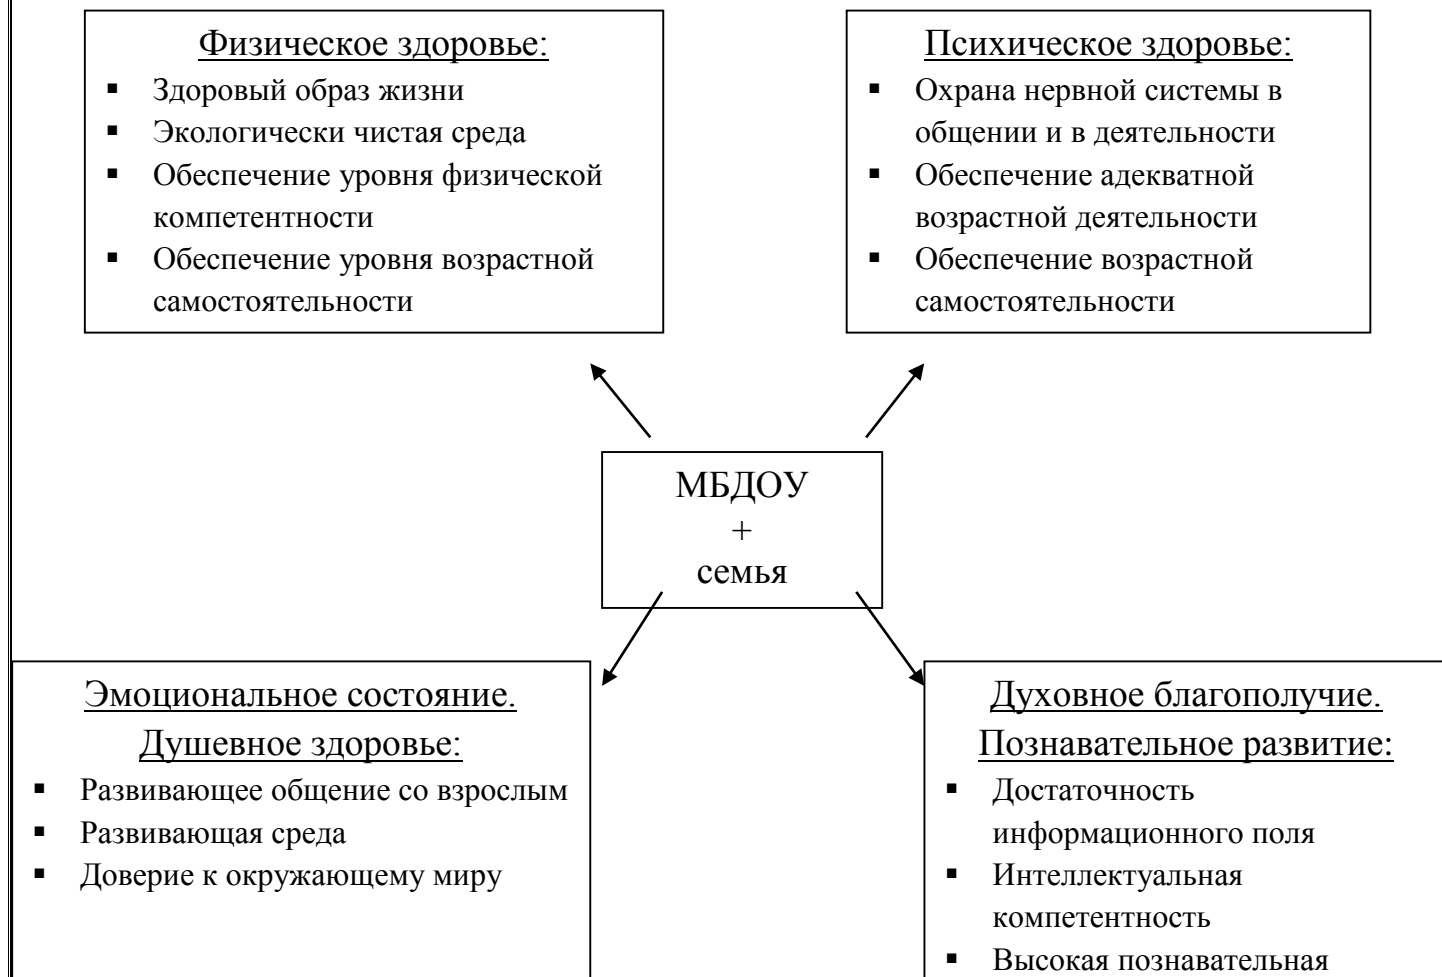 Физическое здоровье:
▪ Здоровый образ жизни
▪ Экологически чистая среда
▪ Обеспечение уровня физической
компетентности
▪ Обеспечение уровня возрастной
самостоятельности
Психическое здоровье:
▪ Охрана нервной системы в
общении и в деятельности
▪ Обеспечение адекватной
возрастной деятельности
▪ Обеспечение возрастной
самостоятельности
МБДОУ
+
семья
Эмоциональное состояние.
Душевное здоровье:
▪ Развивающее общение со взрослым
▪ Развивающая среда
▪ Доверие к окружающему миру
Духовное благополучие.
Познавательное развитие:
▪ Достаточность
информационного поля
▪ Интеллектуальная
компетентность
▪ Высокая познавательная